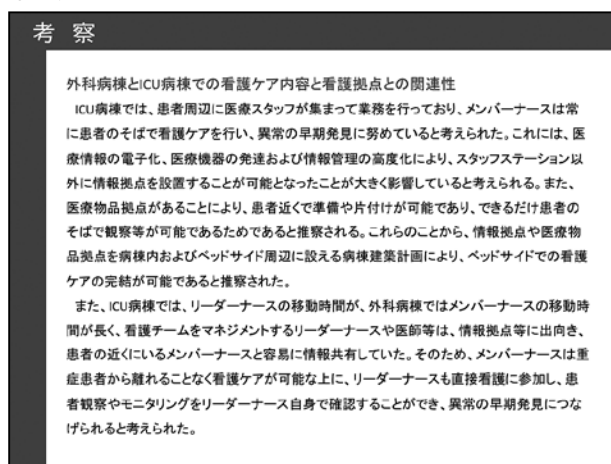 考 察
外科病棟とICU病棟での看護ケア内容と看護拠点との関連性
ICU病棟では、患者周辺に医療スタッフが集まって業務を行っており、メンバーナースは常
に患者のそばで看護ケアを行い、異常の早期発見に努めていると考えられた。これには、医
療情報の電子化、医療機器の発達および情報管理の高度化により、スタッフステーション以
外に情報拠点を設置することが可能となったことが大きく影響していると考えられる。また、
医療物品拠点があることにより、患者近くで準備や片付けが可能であり、できるだけ患者の
そばで観察等が可能であるためであると推察される。これらのことから、情報拠点や医療物
品拠点を病棟内およびベッドサイド周辺に設える病棟建築計画により、ベッドサイドでの看護
ケアの完結が可能であると推察された。
また、ICU病棟では、リーダーナースの移動時間が、外科病棟ではメンバーナースの移動時
間が長く、看護チームをマネジメントするリーダーナースや医師等は、情報拠点等に出向き、
患者の近くにいるメンバーナースと容易に情報共有していた。そのため、メンバーナースは重
症患者から離れることなく看護ケアが可能な上に、リーダーナースも直接看護に参加し、患
者観察やモニタリングをリーダーナース自身で確認することができ、異常の早期発見につな
げられると考えられた。